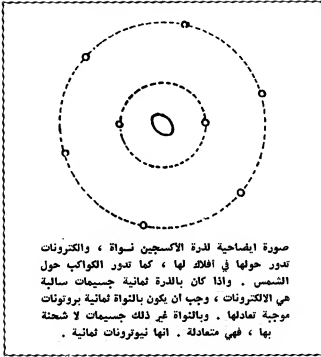 صورة ايضاحية لذرة الأكسجين نـواة ، والكترونات
تدور حولها في أفلاك لها ، كما تدور الكواكب حول
الشمس . واذا كان بالذرة ثمانية جسيمات سالبة
هي الالكترونات ، وجب ان يكون بالنواة ثمانية بروتونات
موجبة تعادلها . وبالنواة غير ذلك جسيمات لا شحنة
بها ، فهي متعادلة . انها نيوترونات ثمانية .